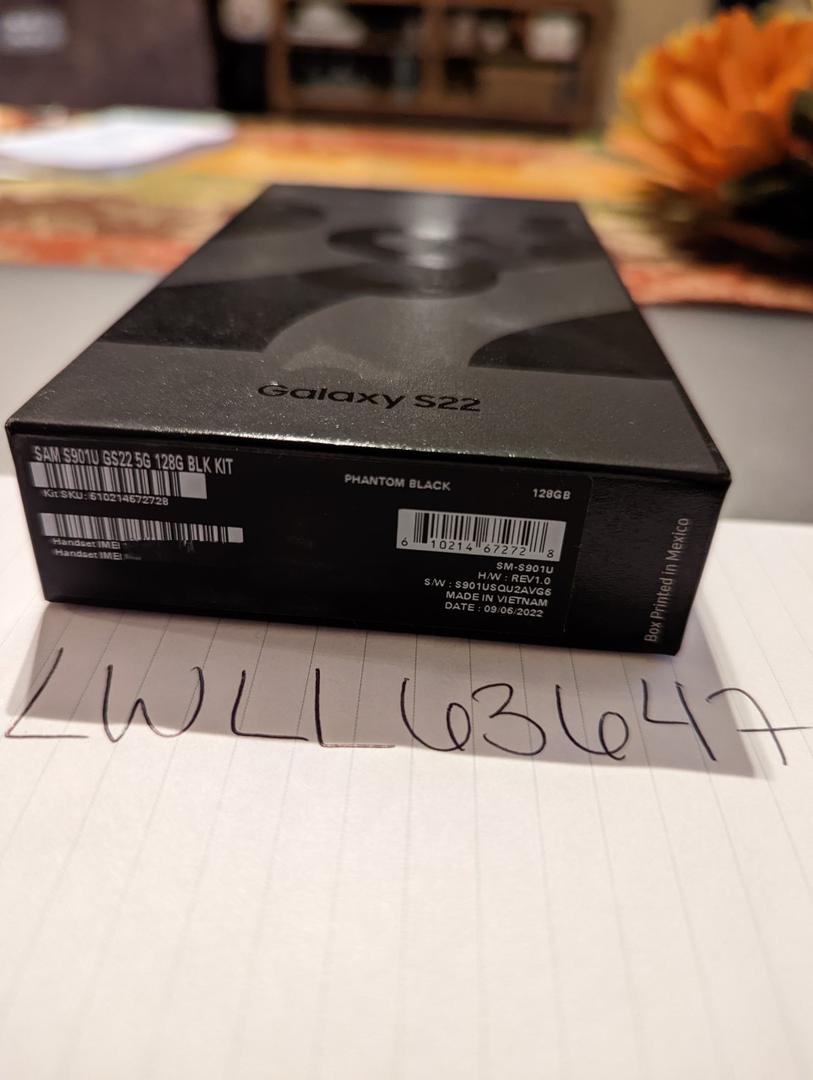 Galaxy S22
SAM S901U GS22 5G 128G BLK KIT
Kit SKU: 610214672728
Handset IMEI
Handset IMEI
PHANTOM BLACK
128GB
6 10214 67272 8
SM-S901U
H/W : REV1.0
S/W : S901USQU2AVG6
MADE IN VIETNAM
DATE : 09/06/2022
Box Printed in Mexico
LWLL63647